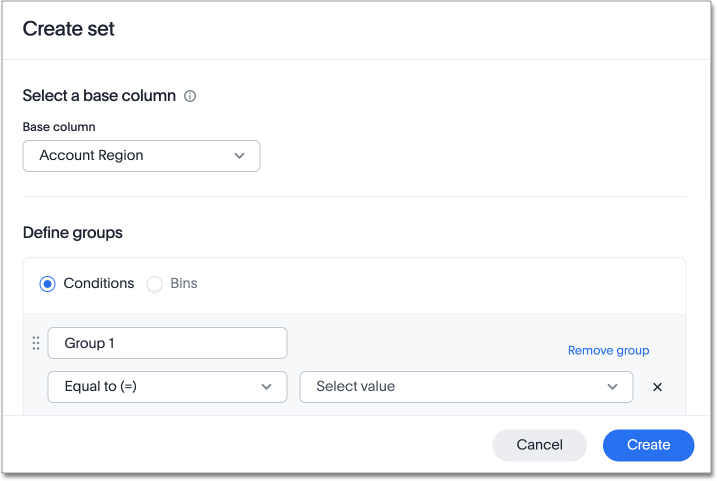 Create set
Select a base column
Base column
Account Region
Define groups
Conditions Bins
Group 1
Remove group
Equal to (=) Select value
Cancel Create